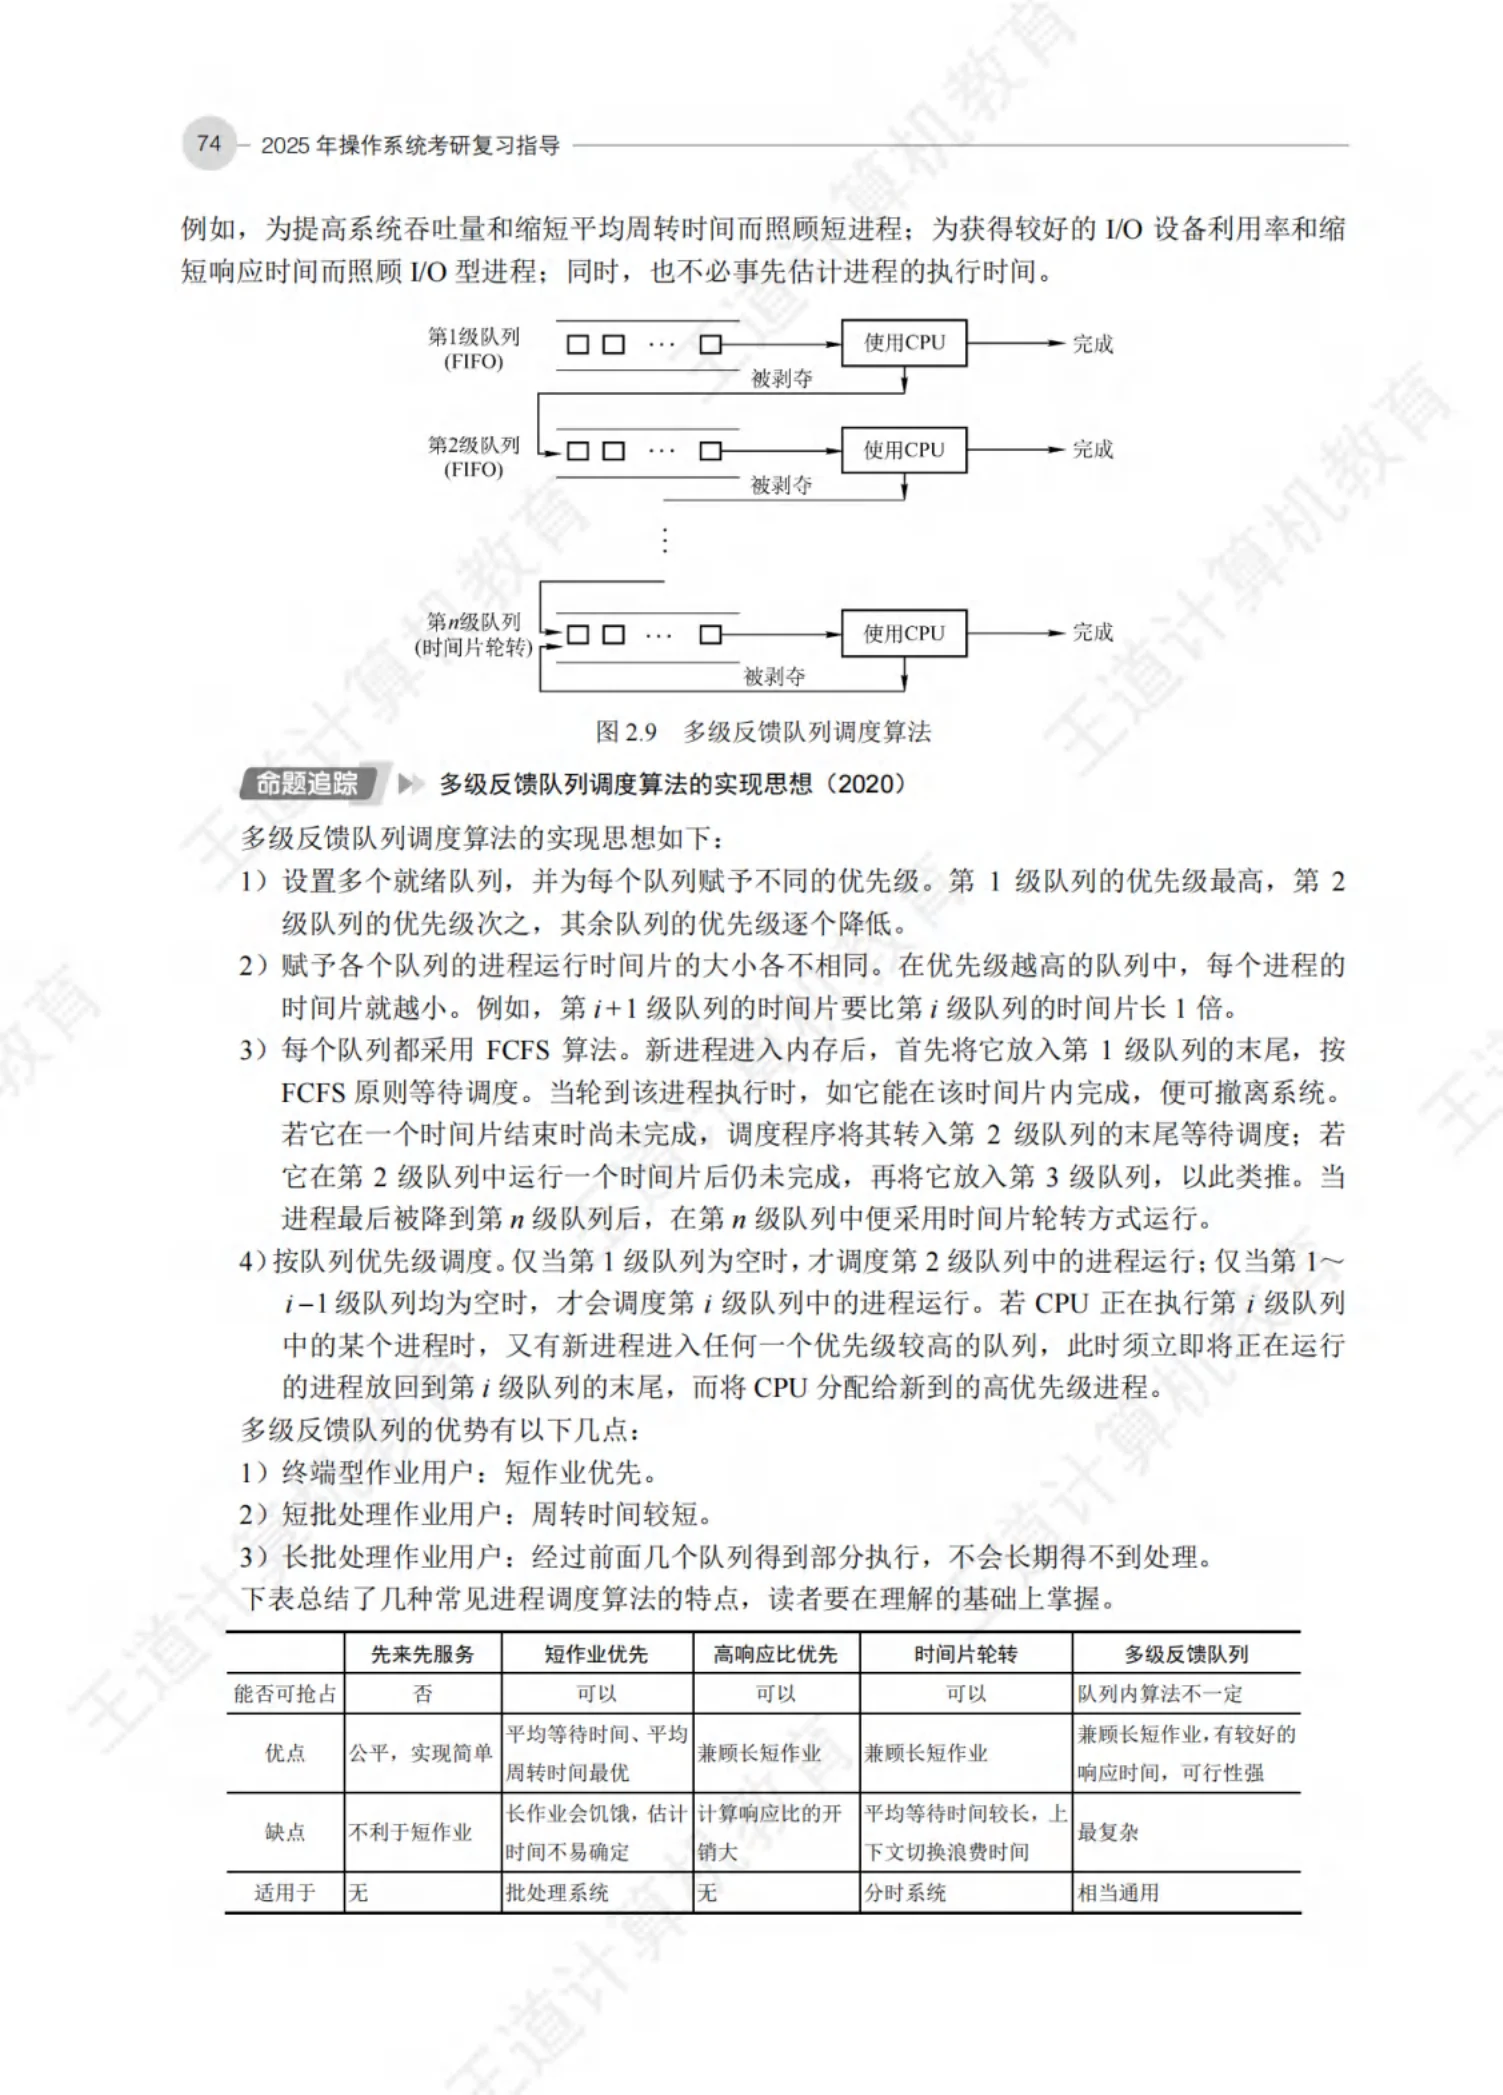 74 2025 年操作系统考研复习指导
例如，为提高系统吞吐量和缩短平均周转时间而照顾短进程；为获得较好的 I/O 设备利用率和缩
短响应时间而照顾 I/O 型进程；同时，也不必事先估计进程的执行时间。
第1级队列
(FIFO)
…
使用CPU
完成
被剥夺
第2级队列
(FIFO)
…
使用CPU
完成
被剥夺
⋮
第n级队列
(时间片轮转)
…
使用CPU
完成
被剥夺
图 2.9 多级反馈队列调度算法
命题追踪 多级反馈队列调度算法的实现思想（2020）
多级反馈队列调度算法的实现思想如下：
1）设置多个就绪队列，并为每个队列赋予不同的优先级。第 1 级队列的优先级最高，第 2
级队列的优先级次之，其余队列的优先级逐个降低。
2）赋予各个队列的进程运行时间片的大小各不相同。在优先级越高的队列中，每个进程的
时间片就越小。例如，第 i+1 级队列的时间片要比第 i 级队列的时间片长 1 倍。
3）每个队列都采用 FCFS 算法。新进程进入内存后，首先将它放入第 1 级队列的末尾，按
FCFS 原则等待调度。当轮到该进程执行时，如它能在该时间片内完成，便可撤离系统。
若它在一个时间片结束时尚未完成，调度程序将其转入第 2 级队列的末尾等待调度；若
它在第 2 级队列中运行一个时间片后仍未完成，再将它放入第 3 级队列，以此类推。当
进程最后被降到第 n 级队列后，在第 n 级队列中便采用时间片轮转方式运行。
4）按队列优先级调度。仅当第 1 级队列为空时，才调度第 2 级队列中的进程运行；仅当第 1～
i−1 级队列均为空时，才会调度第 i 级队列中的进程运行。若 CPU 正在执行第 i 级队列
中的某个进程时，又有新进程进入任何一个优先级较高的队列，此时须立即将正在运行
的进程放回到第 i 级队列的末尾，而将 CPU 分配给新到的高优先级进程。
多级反馈队列的优势有以下几点：
1）终端型作业用户：短作业优先。
2）短批处理作业用户：周转时间较短。
3）长批处理作业用户：经过前面几个队列得到部分执行，不会长期得不到处理。
下表总结了几种常见进程调度算法的特点，读者要在理解的基础上掌握。
先来先服务 短作业优先 高响应比优先 时间片轮转 多级反馈队列
能否可抢占 否 可以 可以 可以 队列内算法不一定
优点 公平，实现简单 平均等待时间、平均周转时间最优 兼顾长短作业 兼顾长短作业 兼顾长短作业，有较好的响应时间，可行性强
缺点 不利于短作业 长作业会饥饿，估计时间不易确定 计算响应比的开销大 平均等待时间较长，上下文切换浪费时间 最复杂
适用于 无 批处理系统 无 分时系统 相当通用
王道计算机教育